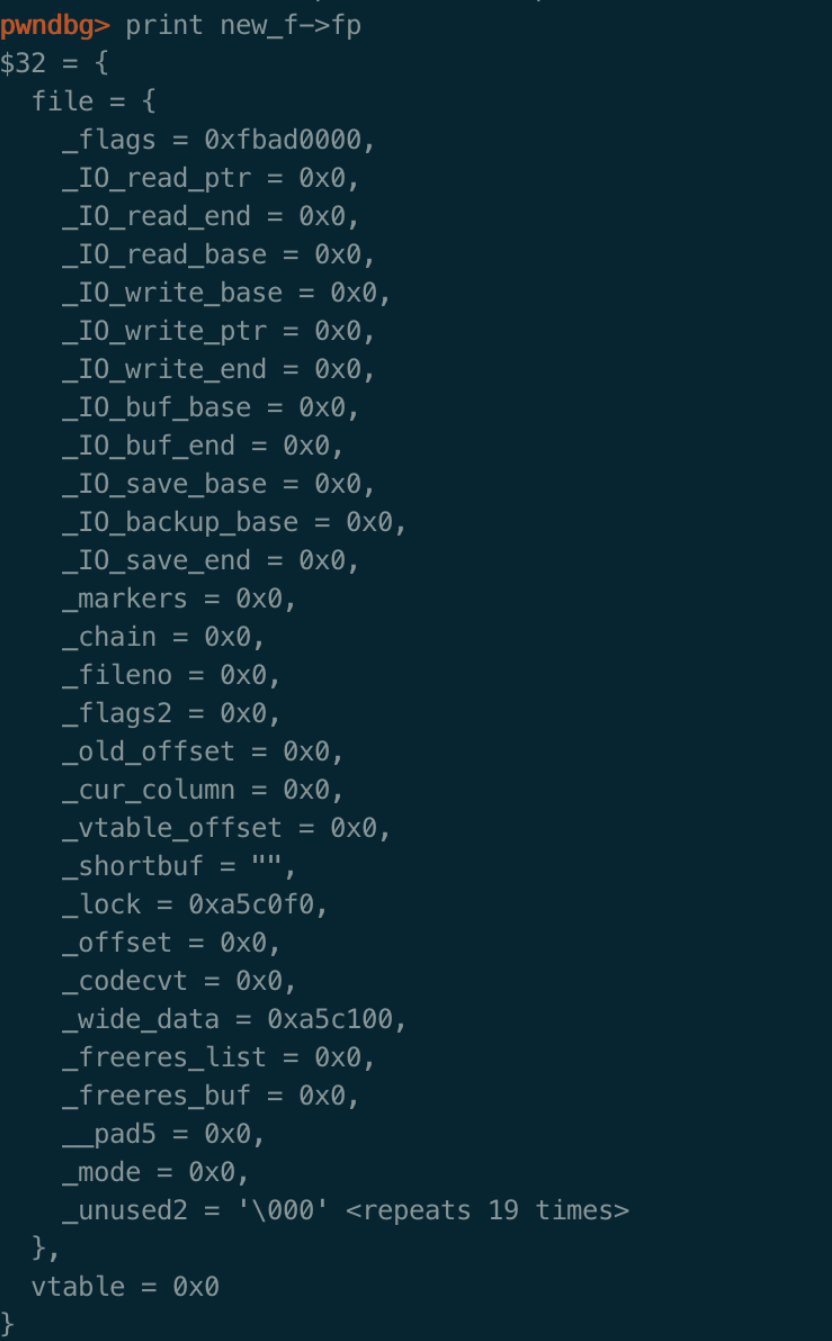 pwndbg> print new_f->fp
$32 = {
  file = {
    _flags = 0xfbad0000,
    _IO_read_ptr = 0x0,
    _IO_read_end = 0x0,
    _IO_read_base = 0x0,
    _IO_write_base = 0x0,
    _IO_write_ptr = 0x0,
    _IO_write_end = 0x0,
    _IO_buf_base = 0x0,
    _IO_buf_end = 0x0,
    _IO_save_base = 0x0,
    _IO_backup_base = 0x0,
    _IO_save_end = 0x0,
    _markers = 0x0,
    _chain = 0x0,
    _fileno = 0x0,
    _flags2 = 0x0,
    _old_offset = 0x0,
    _cur_column = 0x0,
    _vtable_offset = 0x0,
    _shortbuf = "",
    _lock = 0xa5c0f0,
    _offset = 0x0,
    _codecvt = 0x0,
    _wide_data = 0xa5c100,
    _freeres_list = 0x0,
    _freeres_buf = 0x0,
    __pad5 = 0x0,
    _mode = 0x0,
    _unused2 = '\000' <repeats 19 times>
  },
  vtable = 0x0
}